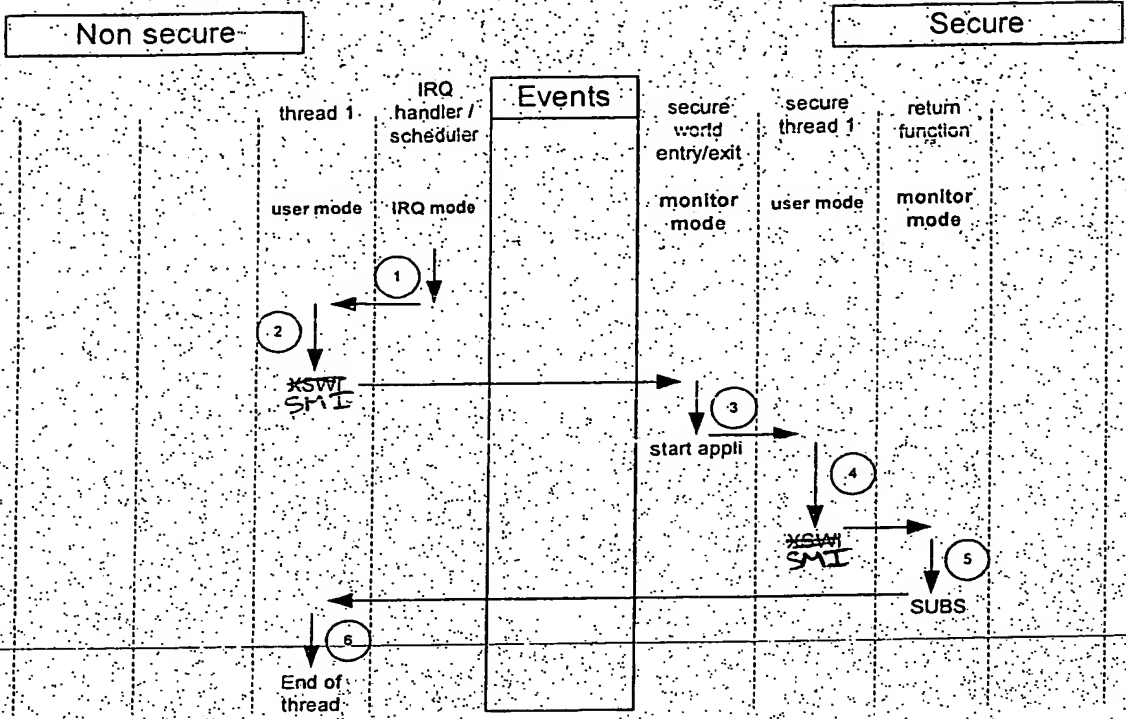 Non secure
Secure
thread 1
IRQ
handler /
scheduler
Events
secure
world
entry/exit
secure
thread 1
return
function
user mode
IRQ mode
monitor
mode
user mode
monitor
mode
1
2
XSWI
SMI
3
start appli
4
XSWI
SMI
5
SUBS
6
End of
thread